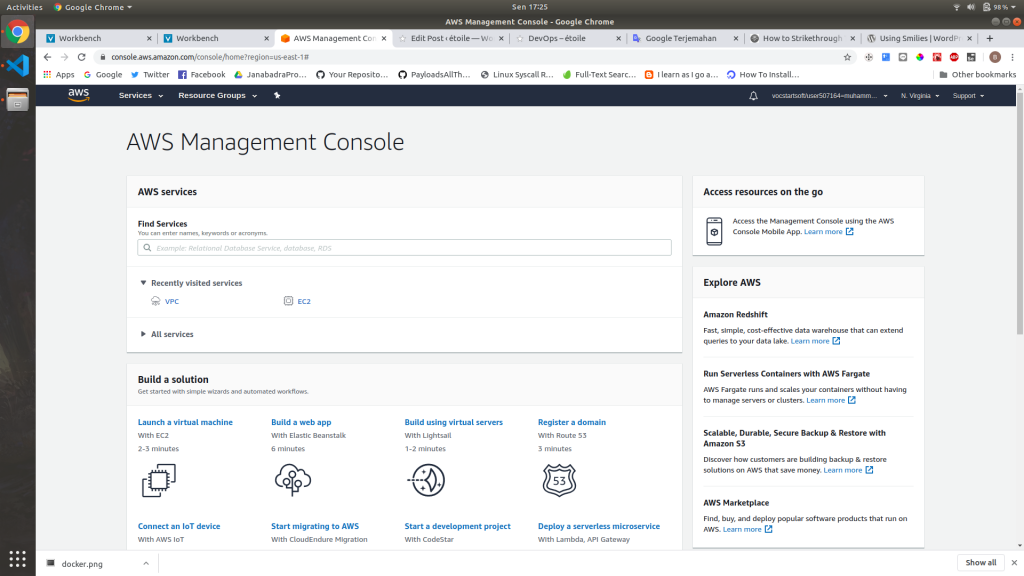 Activities Google Chrome Sen 17:25 98%
AWS Management Console - Google Chrome
Workbench Workbench AWS Management Con Edit Post ‹ étoile — Wo DevOps – étoile Google Terjemahan How to Strikethrough Using Smilies | WordPr
console.aws.amazon.com/console/home?region=us-east-1#
Apps Google Twitter Facebook JanabadraPro... Your Reposito... PayloadsAllTh... Linux Syscall R... Full-Text Searc... I learn as I go a... How To Install... Other bookmarks
aws Services Resource Groups vocstartsoft/user507164=muhamm... N. Virginia Support
AWS Management Console
AWS services
Find Services
You can enter names, keywords or acronyms.
Example: Relational Database Service, database, RDS
Recently visited services
VPC EC2
All services
Build a solution
Get started with simple wizards and automated workflows.
Launch a virtual machine
With EC2
2-3 minutes
Build a web app
With Elastic Beanstalk
6 minutes
Build using virtual servers
With Lightsail
1-2 minutes
Register a domain
With Route 53
3 minutes
53
Connect an IoT device
With AWS IoT
Start migrating to AWS
With CloudEndure Migration
Start a development project
With CodeStar
Deploy a serverless microservice
With Lambda, API Gateway
Access resources on the go
Access the Management Console using the AWS
Console Mobile App. Learn more
Explore AWS
Amazon Redshift
Fast, simple, cost-effective data warehouse that can extend
queries to your data lake. Learn more
Run Serverless Containers with AWS Fargate
AWS Fargate runs and scales your containers without having
to manage servers or clusters. Learn more
Scalable, Durable, Secure Backup & Restore with
Amazon S3
Discover how customers are building backup & restore
solutions on AWS that save money. Learn more
AWS Marketplace
Find, buy, and deploy popular software products that run on
AWS. Learn more
docker.png Show all